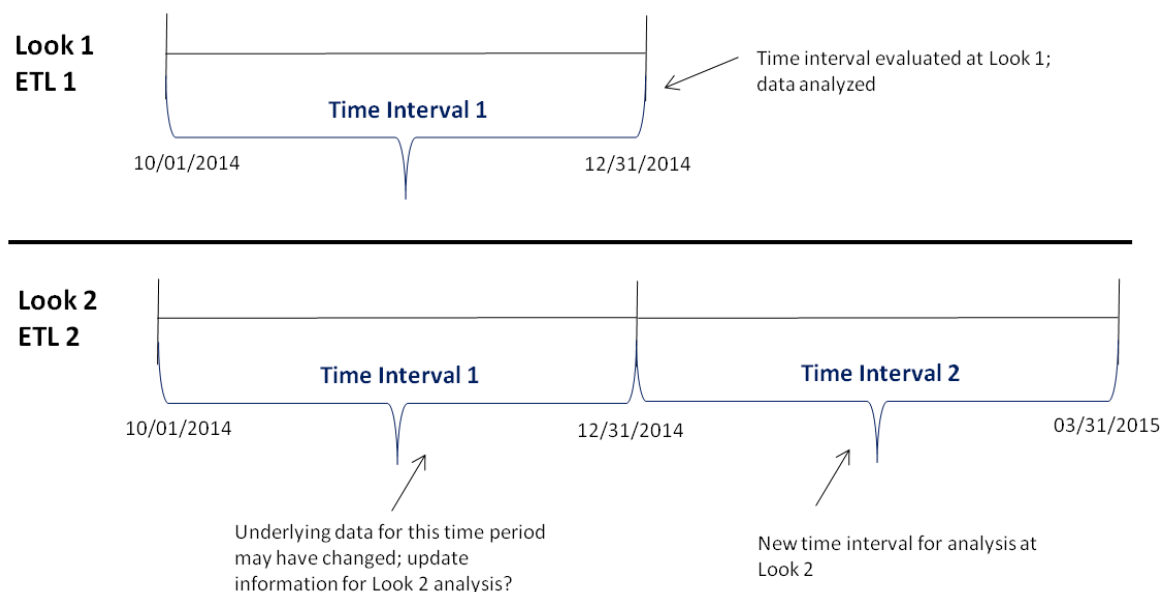 Look 1
ETL 1
Time interval evaluated at Look 1;
data analyzed
Time Interval 1
10/01/2014
12/31/2014
Look 2
ETL 2
Time Interval 1
Time Interval 2
10/01/2014
12/31/2014
03/31/2015
Underlying data for this time period
may have changed; update
information for Look 2 analysis?
New time interval for analysis at
Look 2